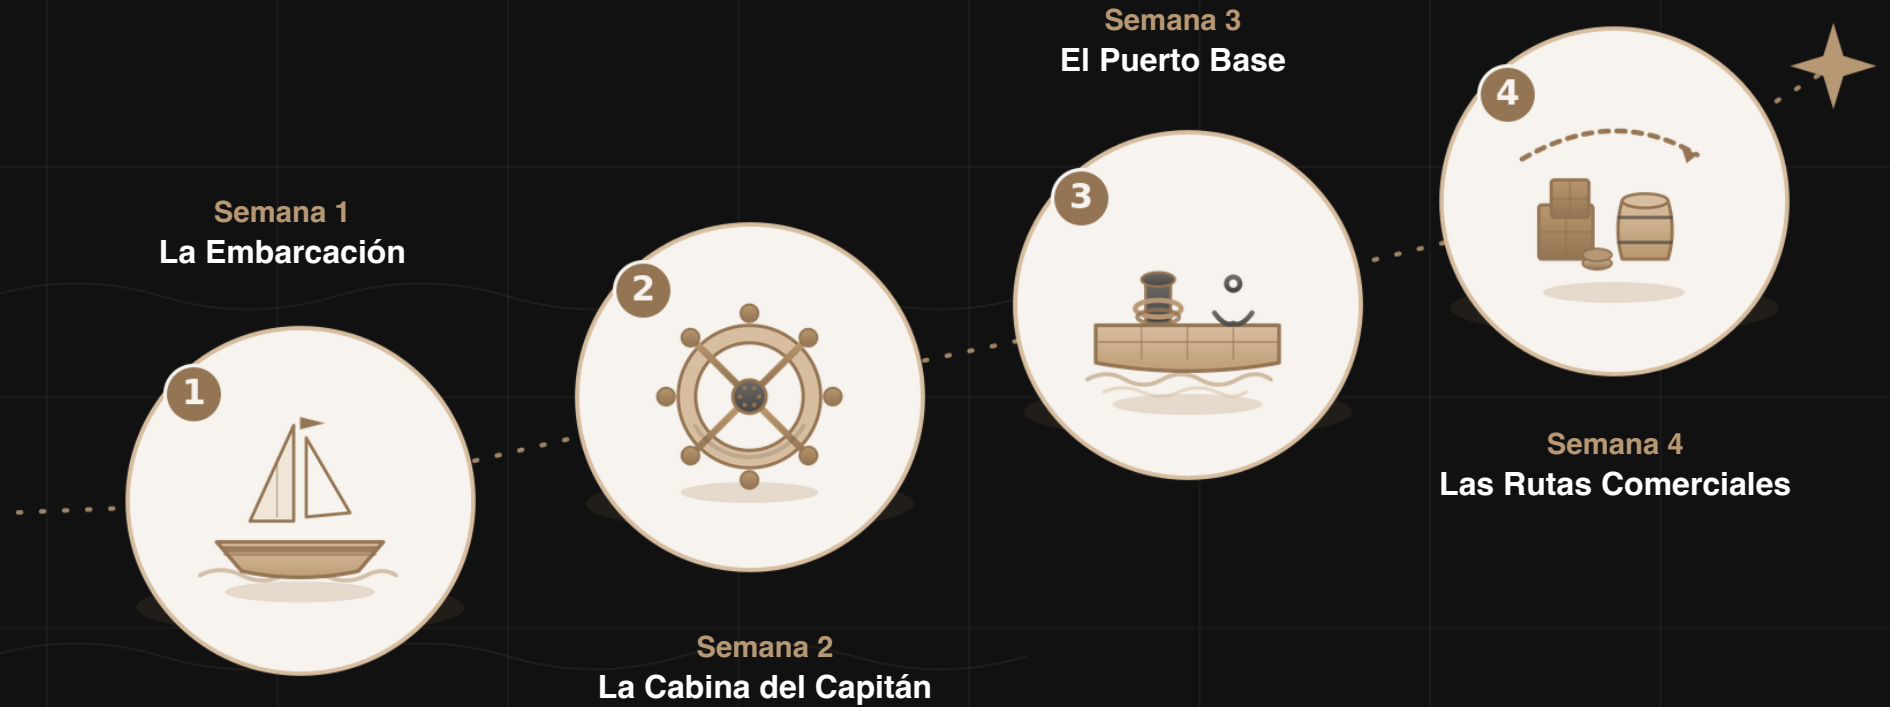 Semana 1
La Embarcación
1
Semana 2
La Cabina del Capitán
2
Semana 3
El Puerto Base
3
Semana 4
Las Rutas Comerciales
4